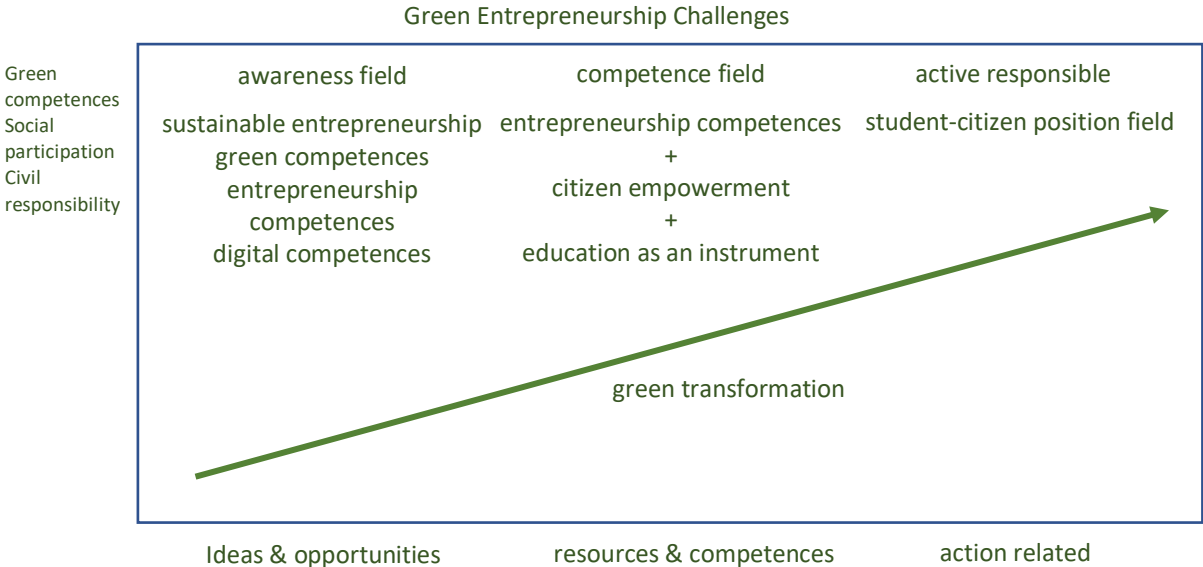 Green Entrepreneurship Challenges
Green
competences
Social
participation
Civil
responsibility
awareness field
sustainable entrepreneurship
green competences
entrepreneurship
competences
digital competences
competence field
entrepreneurship competences
+
citizen empowerment
+
education as an instrument
active responsible
student-citizen position field
green transformation
Ideas & opportunities
resources & competences
action related